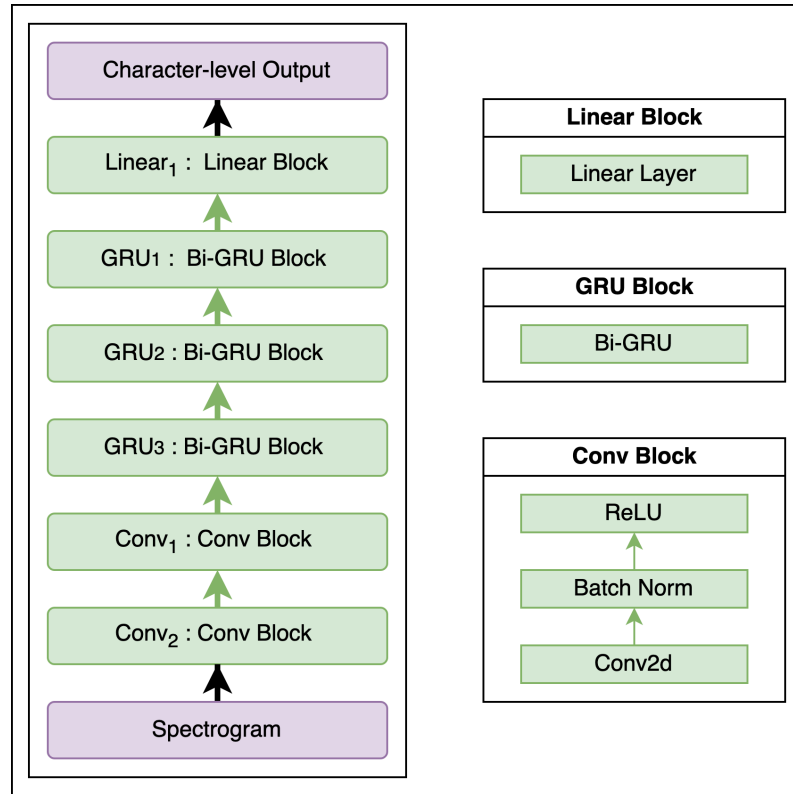 Character-level Output
Linear₁ : Linear Block
GRU1 : Bi-GRU Block
GRU2 : Bi-GRU Block
GRU3 : Bi-GRU Block
Conv₁ : Conv Block
Conv₂ : Conv Block
Spectrogram
Linear Block
Linear Layer
GRU Block
Bi-GRU
Conv Block
ReLU
Batch Norm
Conv2d